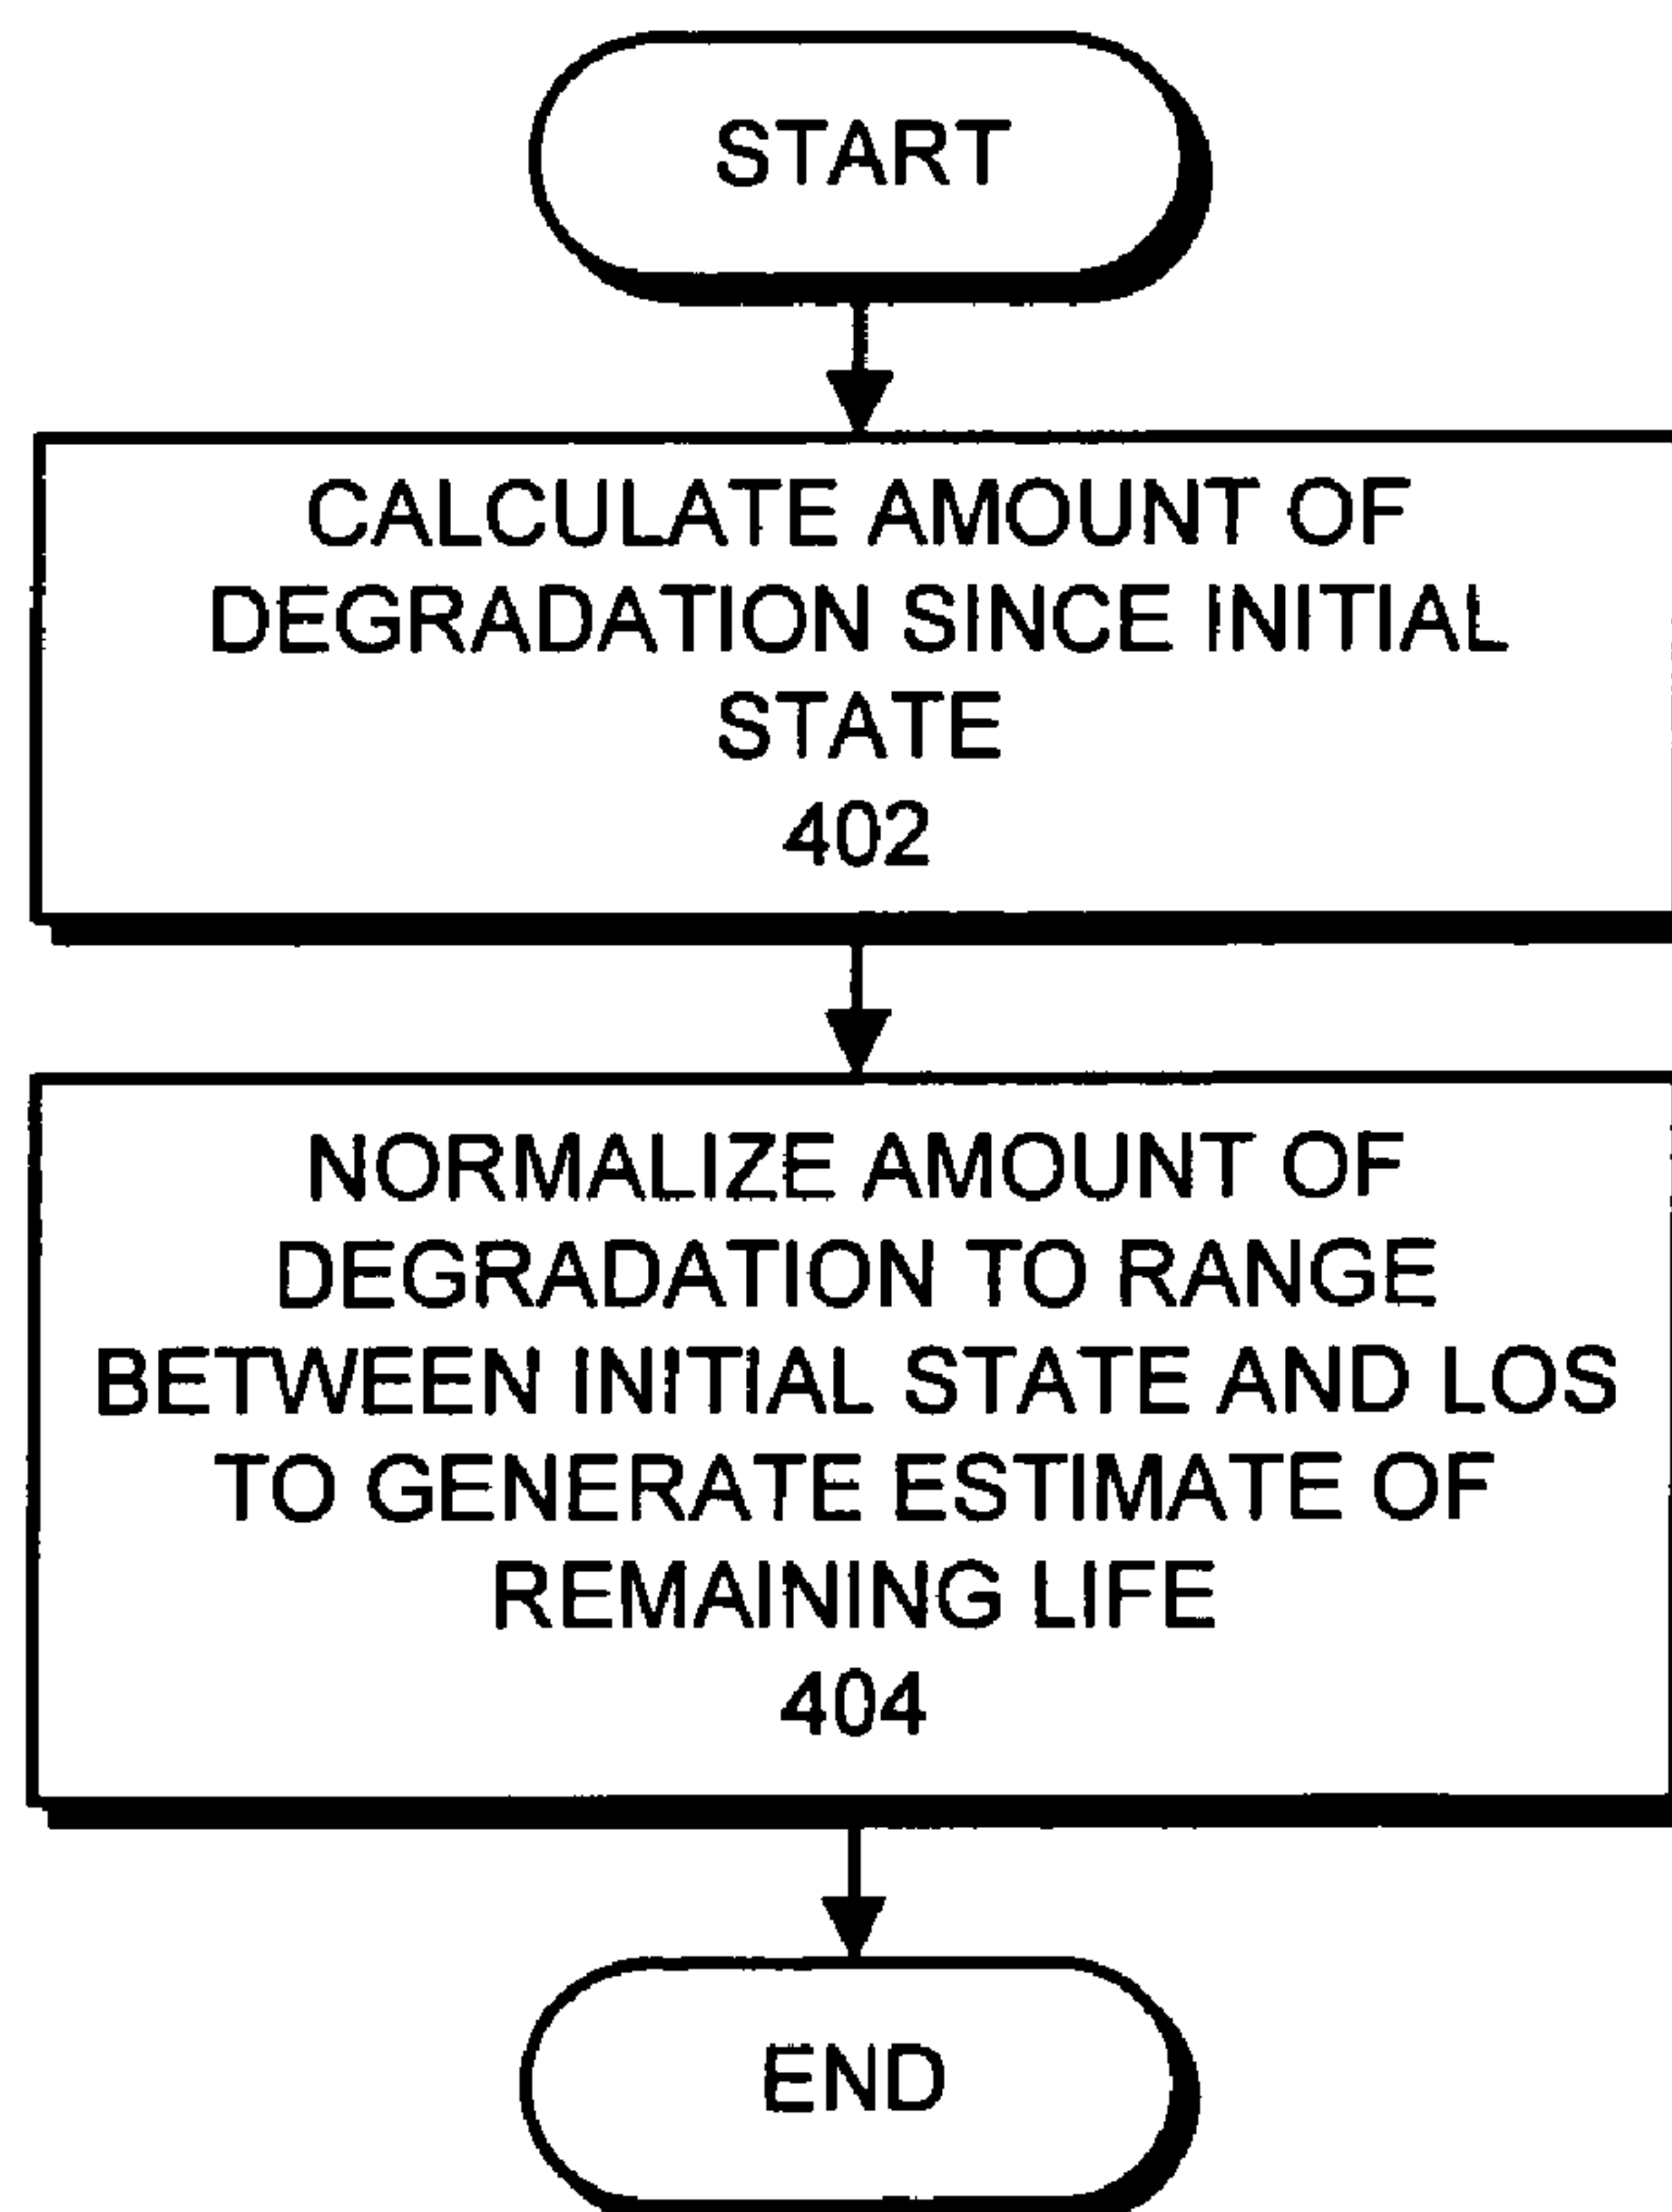 START
CALCULATE AMOUNT OF
DEGRADATION SINCE INITIAL
STATE
402
NORMALIZE AMOUNT OF
DEGRADATION TO RANGE
BETWEEN INITIAL STATE AND LOS
TO GENERATE ESTIMATE OF
REMAINING LIFE
404
END